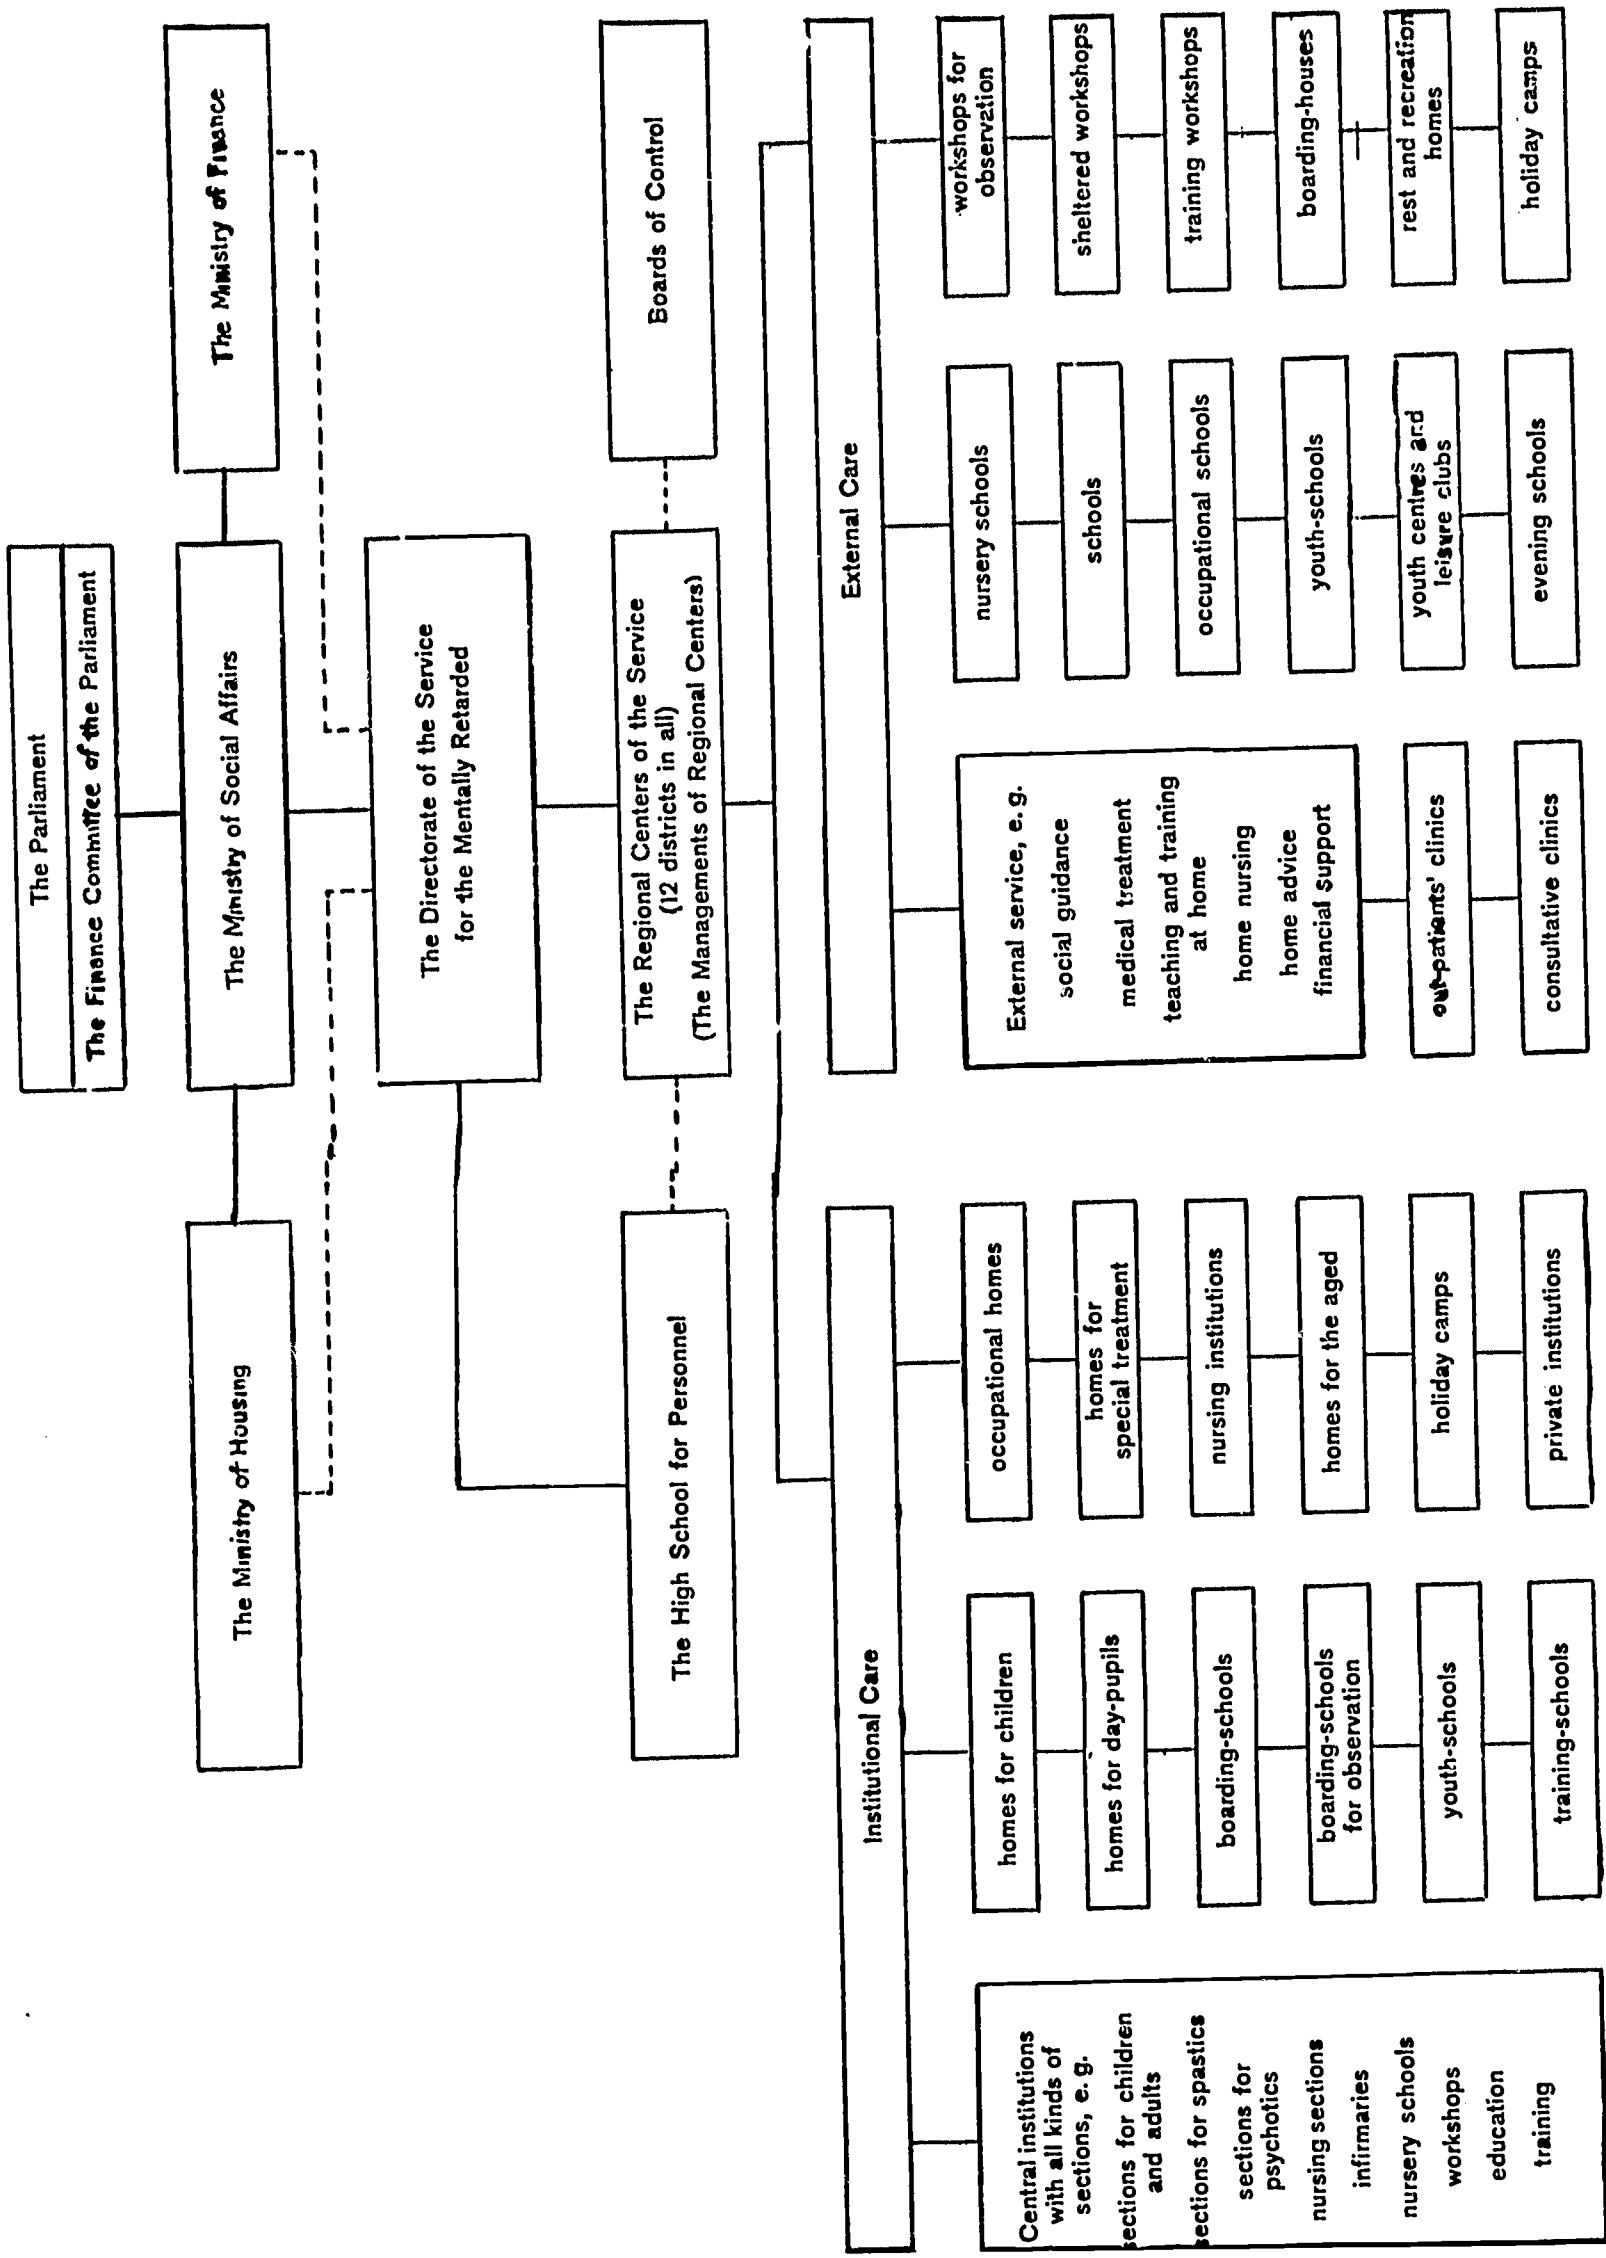 The Parliament
The Finance Committee of the Parliament
The Ministry of Housing
The Ministry of Social Affairs
The Ministry of Finance
The Directorate of the Service
for the Mentally Retarded
The High School for Personnel
The Regional Centers of the Service
(12 districts in all)
(The Managements of Regional Centers)
Boards of Control
Institutional Care
Central institutions
with all kinds of
sections, e. g.
sections for children
and adults
sections for spastics
sections for
psychotics
nursing sections
infirmaries
nursery schools
workshops
education
training
homes for children
homes for day-pupils
boarding-schools
boarding-schools
for observation
youth-schools
training-schools
occupational homes
homes for
special treatment
nursing institutions
homes for the aged
holiday camps
private institutions
External Care
External service, e. g.
social guidance
medical treatment
teaching and training
at home
home nursing
home advice
financial support
out-patients' clinics
consultative clinics
nursery schools
schools
occupational schools
youth-schools
youth centres and
leisure clubs
evening schools
workshops for
observation
sheltered workshops
training workshops
boarding-houses
rest and recreation
homes
holiday camps